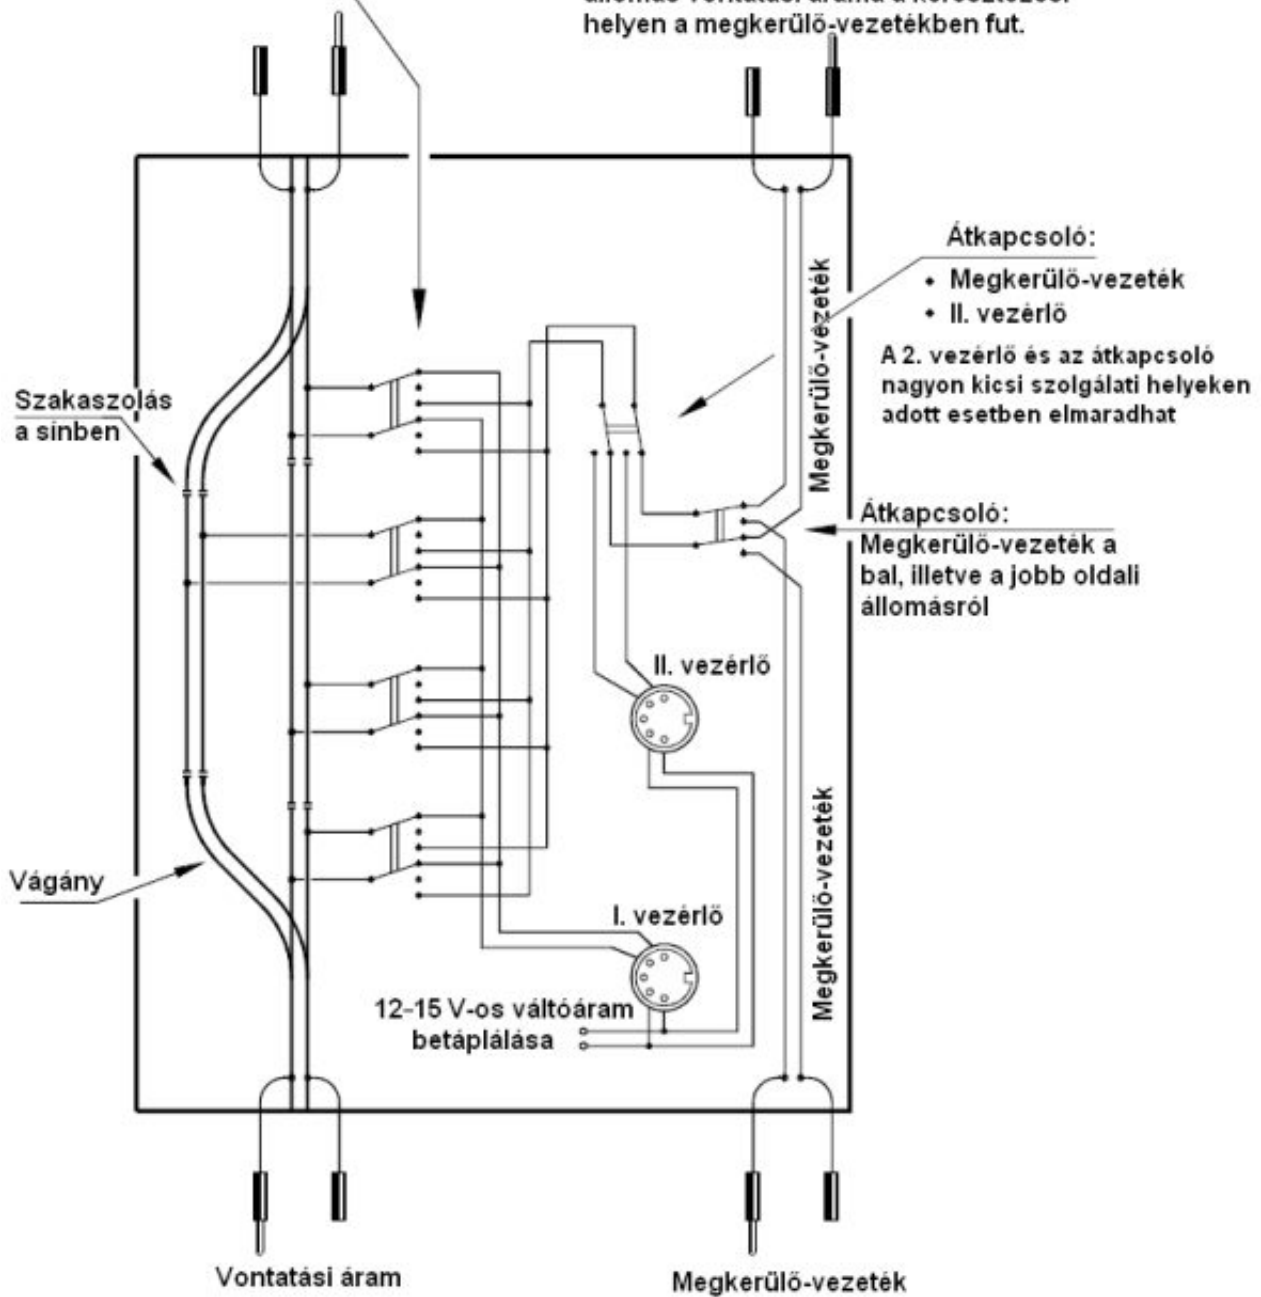 helyen a megkerülő-vezetékben fut.
Átkapcsoló:
• Megkerülő-vezeték
• II. vezérlő
A 2. vezérlő és az átkapcsoló
nagyon kicsi szolgálati helyeken
adott esetben elmaradhat
Megkerülő-vezeték
Szakaszolás
a sínben
Átkapcsoló:
Megkerülő-vezeték a
bal, illetve a jobb oldali
állomásról
II. vezérlő
Megkerülő-vezeték
Vágány
I. vezérlő
12-15 V-os váltóáram
betáplálása
Vontatási áram
Megkerülő-vezeték